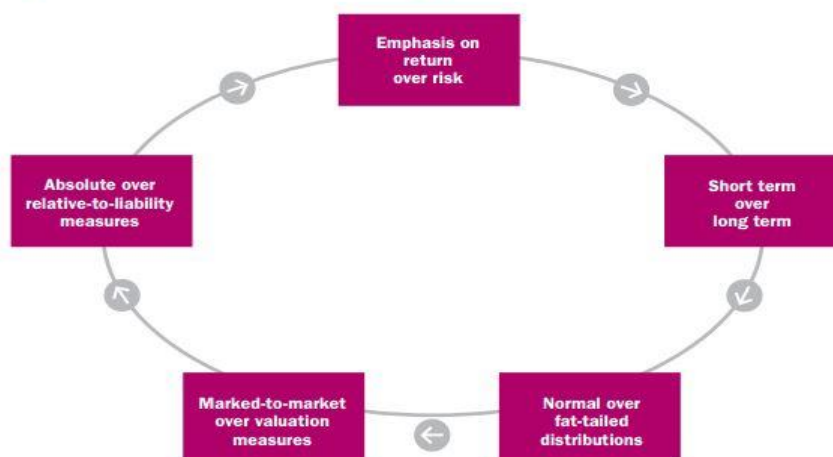 Emphasis on
return
over risk
Short term
over
long term
Normal over
fat-tailed
distributions
Marked-to-market
over valuation
measures
Absolute over
relative-to-liability
measures